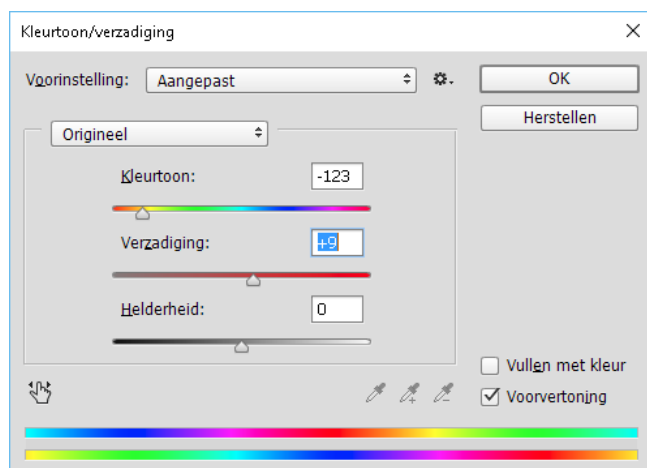 Kleurtoon/verzadiging
Voorinstelling: Aangepast
OK
Herstellen
Origineel
Kleurtoon: -123
Verzadiging: +9
Helderheid: 0
Vullen met kleur
Voorvertoning